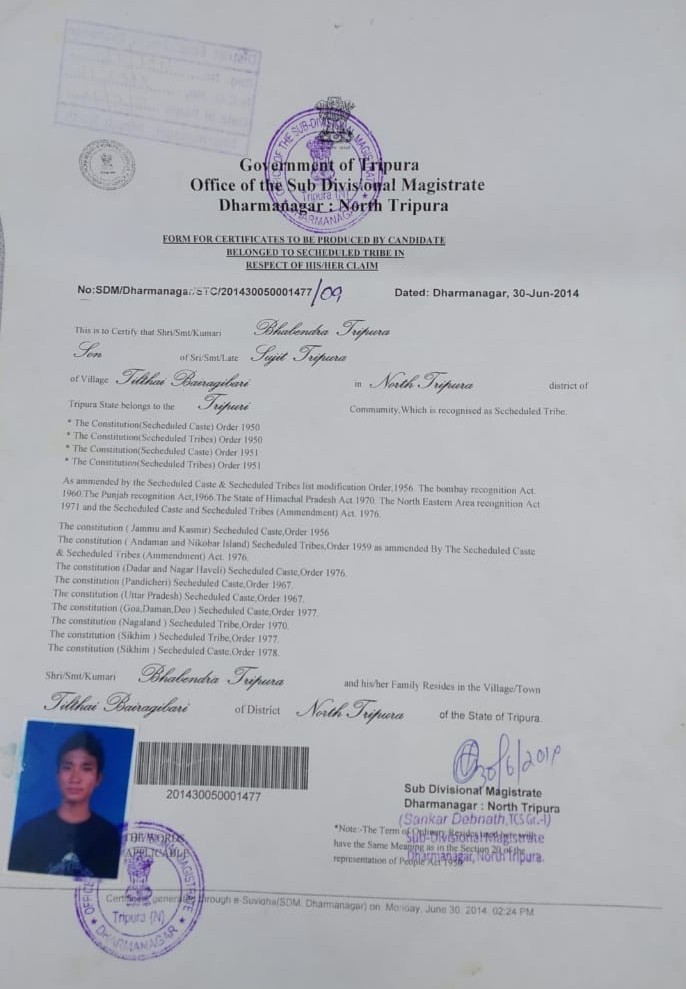 Government of Tripura
Office of the Sub Divisional Magistrate
Dharmanagar : North Tripura
FORM FOR CERTIFICATES TO BE PRODUCED BY CANDIDATE
BELONGED TO SECHEDULED TRIBE IN
RESPECT OF HIS/HER CLAIM
No:SDM/Dharmanagar/STC/201430050001477/09 Dated: Dharmanagar, 30-Jun-2014
This is to Certify that Shri/Smt/Kumari Bhabendra Tripura
Son of Sri/Smt/Late Sujit Tripura
of Village Tilthai Bairagibari in North Tripura district of
Tripura State belongs to the Tripuri Community,Which is recognised as Secheduled Tribe.
* The Constitution(Secheduled Caste) Order 1950
* The Constitution(Secheduled Tribes) Order 1950
* The Constitution(Secheduled Caste) Order 1951
* The Constitution(Secheduled Tribes) Order 1951
As ammended by the Secheduled Caste & Secheduled Tribes list modification Order,1956. The bombay recognition Act.
1960.The Punjab recognition Act,1966.The State of Himachal Pradesh Act.1970. The North Eastern Area recognition Act
1971 and the Secheduled Caste and Secheduled Tribes (Ammendment) Act. 1976.
The constitution ( Jammu and Kasmir) Secheduled Caste,Order 1956
The constitution ( Andaman and Nikobar Island) Secheduled Tribes,Order 1959 as ammended By The Secheduled Caste
& Secheduled Tribes (Ammendment) Act. 1976.
The constitution (Dadar and Nagar Haveli) Secheduled Caste,Order 1976.
The constitution (Pandicheri) Secheduled Caste,Order 1967.
The constitution (Uttar Pradesh) Secheduled Caste,Order 1967.
The constitution (Goa,Daman,Deo ) Secheduled Caste,Order 1977.
The constitution (Nagaland ) Secheduled Tribe,Order 1970.
The constitution (Sikhim ) Secheduled Tribe,Order 1977.
The constitution (Sikhim ) Secheduled Caste,Order 1978.
Shri/Smt/Kumari Bhabendra Tripura and his/her Family Resides in the Village/Town
Tilthai Bairagibari of District North Tripura of the State of Tripura.
201430050001477
30/6/2014
Sub Divisional Magistrate
Dharmanagar : North Tripura
(Sankar Debnath, TCS Gr.-I)
Sub-Divisional Magistrate
Dharmanagar, North Tripura.
*Note :-The Term of Ordinary
have the Same Meaning as in the Section 20 of the
representation of People Act 1950
THE WORDS
APPLICABLE
OFFICE MAGISTRATE
Tripura (N)
DHARMANAGAR
Certificate generated through e-Suvidha(SDM, Dharmanagar) on: Monday, June 30, 2014, 02:24 PM